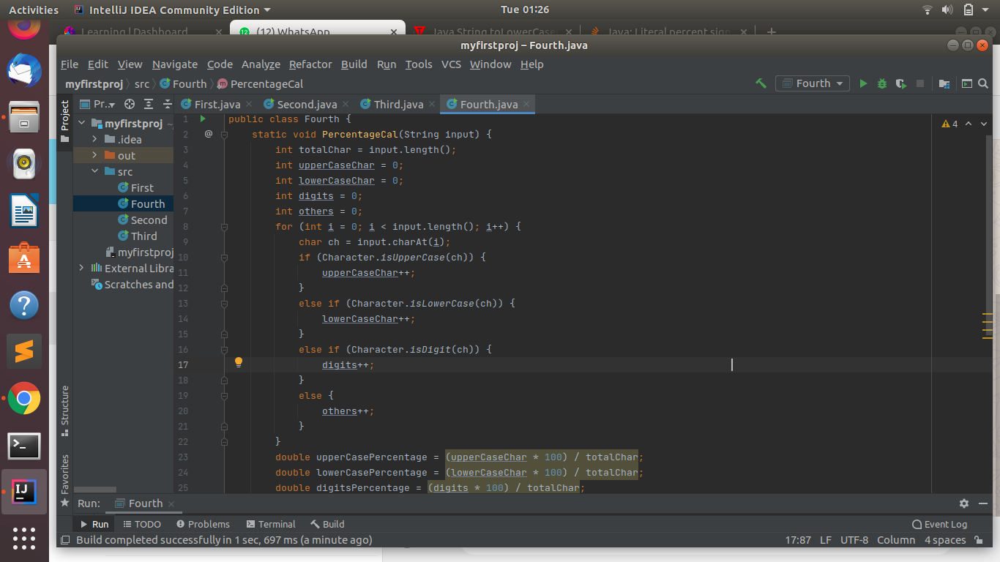 Activities IntelliJ IDEA Community Edition Tue 01:26
Learning | Dashboard (12) WhatsApp Java String toLowerCase Java: Literal percent sign
myfirstproj – Fourth.java
File Edit View Navigate Code Analyze Refactor Build Run Tools VCS Window Help
myfirstproj src Fourth PercentageCal Fourth
Project
Pr.. First.java Second.java Third.java Fourth.java
myfirstproj
.idea
out
src
First
Fourth
Second
Third
myfirstproj
External Libra
Scratches and
4
1 public class Fourth {
2 @ static void PercentageCal(String input) {
3 int totalChar = input.length();
4 int upperCaseChar = 0;
5 int lowerCaseChar = 0;
6 int digits = 0;
7 int others = 0;
8 for (int i = 0; i < input.length(); i++) {
9 char ch = input.charAt(i);
10 if (Character.isUpperCase(ch)) {
11 upperCaseChar++;
12 }
13 else if (Character.isLowerCase(ch)) {
14 lowerCaseChar++;
15 }
16 else if (Character.isDigit(ch)) {
17 digits++;
18 }
19 else {
20 others++;
21 }
22 }
23 double upperCasePercentage = (upperCaseChar * 100) / totalChar;
24 double lowerCasePercentage = (lowerCaseChar * 100) / totalChar;
25 double digitsPercentage = (digits * 100) / totalChar;
Structure
Favorites
Run: Fourth
Run TODO Problems Terminal Build Event Log
Build completed successfully in 1 sec, 697 ms (a minute ago) 17:87 LF UTF-8 Column 4 spaces